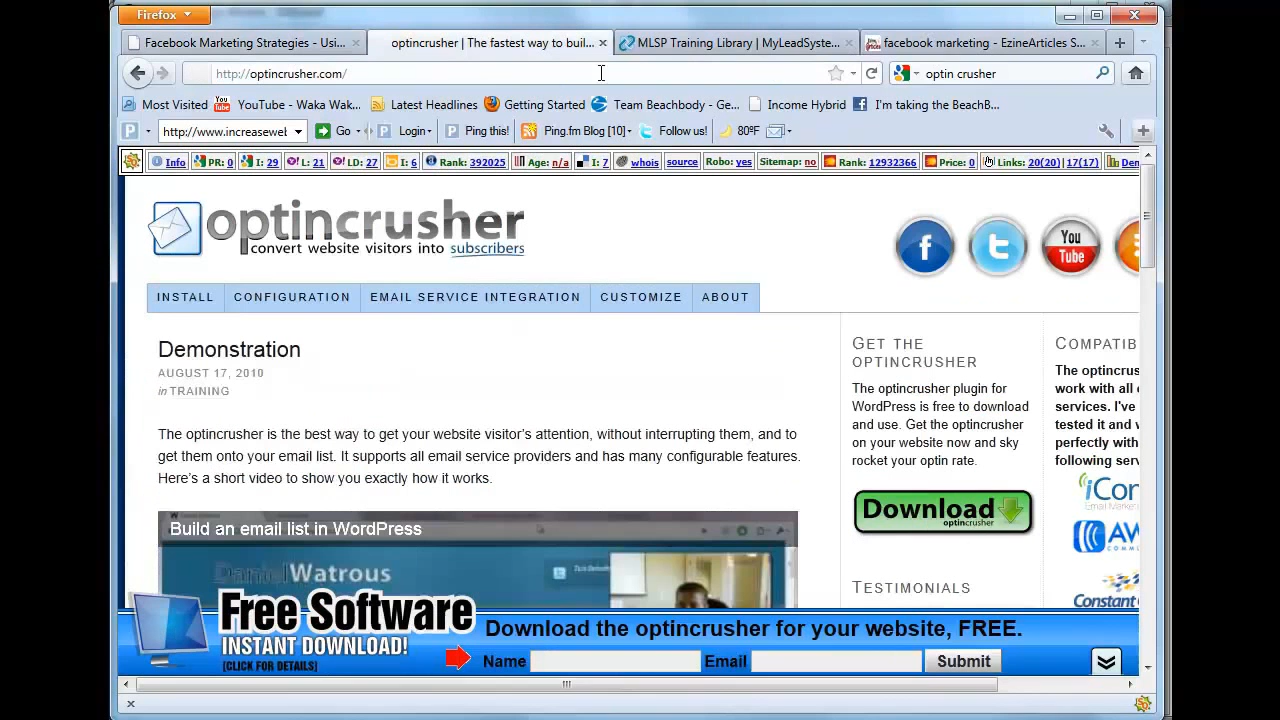 Firefox
Facebook Marketing Strategies - Usi...
optincrusher | The fastest way to buil...
MLSP Training Library | MyLeadSyste...
facebook marketing - EzineArticles S...
http://optincrusher.com/
optin crusher
Most Visited
YouTube - Waka Wak...
Latest Headlines
Getting Started
Team Beachbody - Ge...
Income Hybrid
I'm taking the BeachB...
http://www.increasewet
Go
Login
Ping this!
Ping.fm Blog [10]
Follow us!
80ºF
Info
PR: 0
I: 29
L: 21
LD: 27
I: 6
Rank: 392025
Age: n/a
I: 7
whois
source
Robo: yes
Sitemap: no
Rank: 12932366
Price: 0
Links: 20(20) | 17(17)
Den
optincrusher
convert website visitors into subscribers
You
Tube
INSTALL
CONFIGURATION
EMAIL SERVICE INTEGRATION
CUSTOMIZE
ABOUT
Demonstration
AUGUST 17, 2010
in TRAINING
The optincrusher is the best way to get your website visitor's attention, without interrupting them, and to
get them onto your email list. It supports all email service providers and has many configurable features.
Here's a short video to show you exactly how it works.
Build an email list in WordPress
Daniel Watrous
GET THE
OPTINCRUSHER
The optincrusher plugin for
WordPress is free to download
and use. Get the optincrusher
on your website now and sky
rocket your optin rate.
Download
optincrusher
TESTIMONIALS
COMPATIB
The optincrus
work with all
services. I've
tested it and
perfectly with
following serv
iCon
Email Market
AW
COMMU
Constant
Free Software
INSTANT DOWNLOAD!
(CLICK FOR DETAILS)
Download the optincrusher for your website, FREE.
Name
Email
Submit